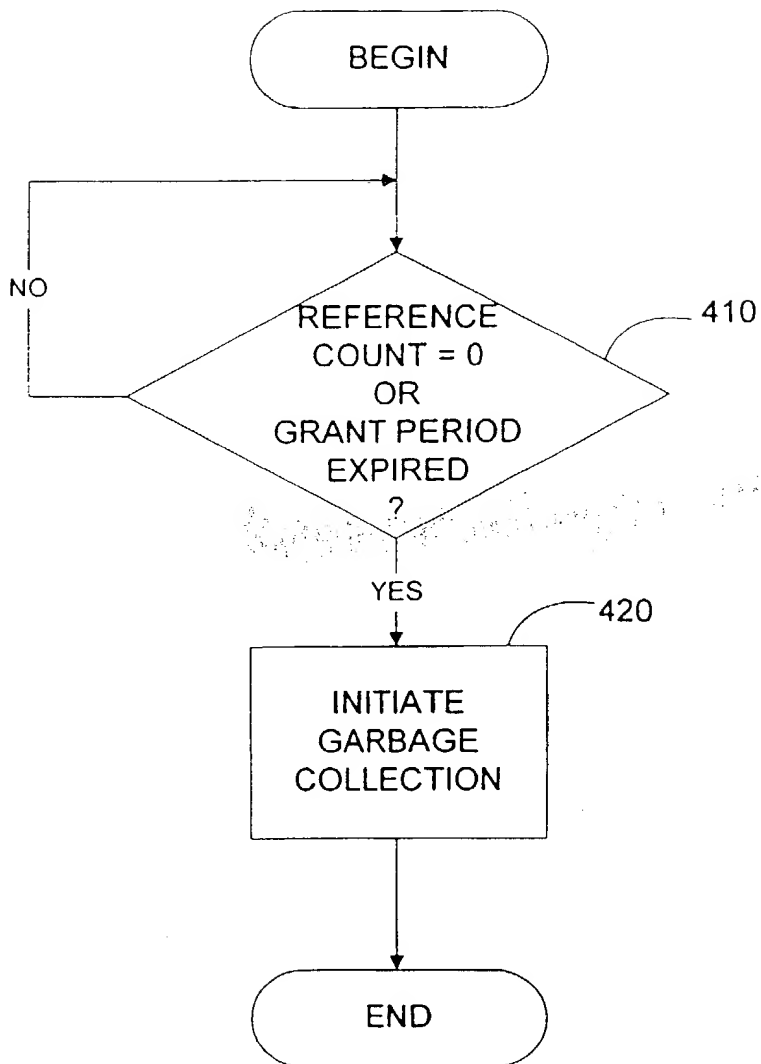 BEGIN
NO
REFERENCE
COUNT = 0
OR
GRANT PERIOD
EXPIRED
?
410
YES
420
INITIATE
GARBAGE
COLLECTION
END